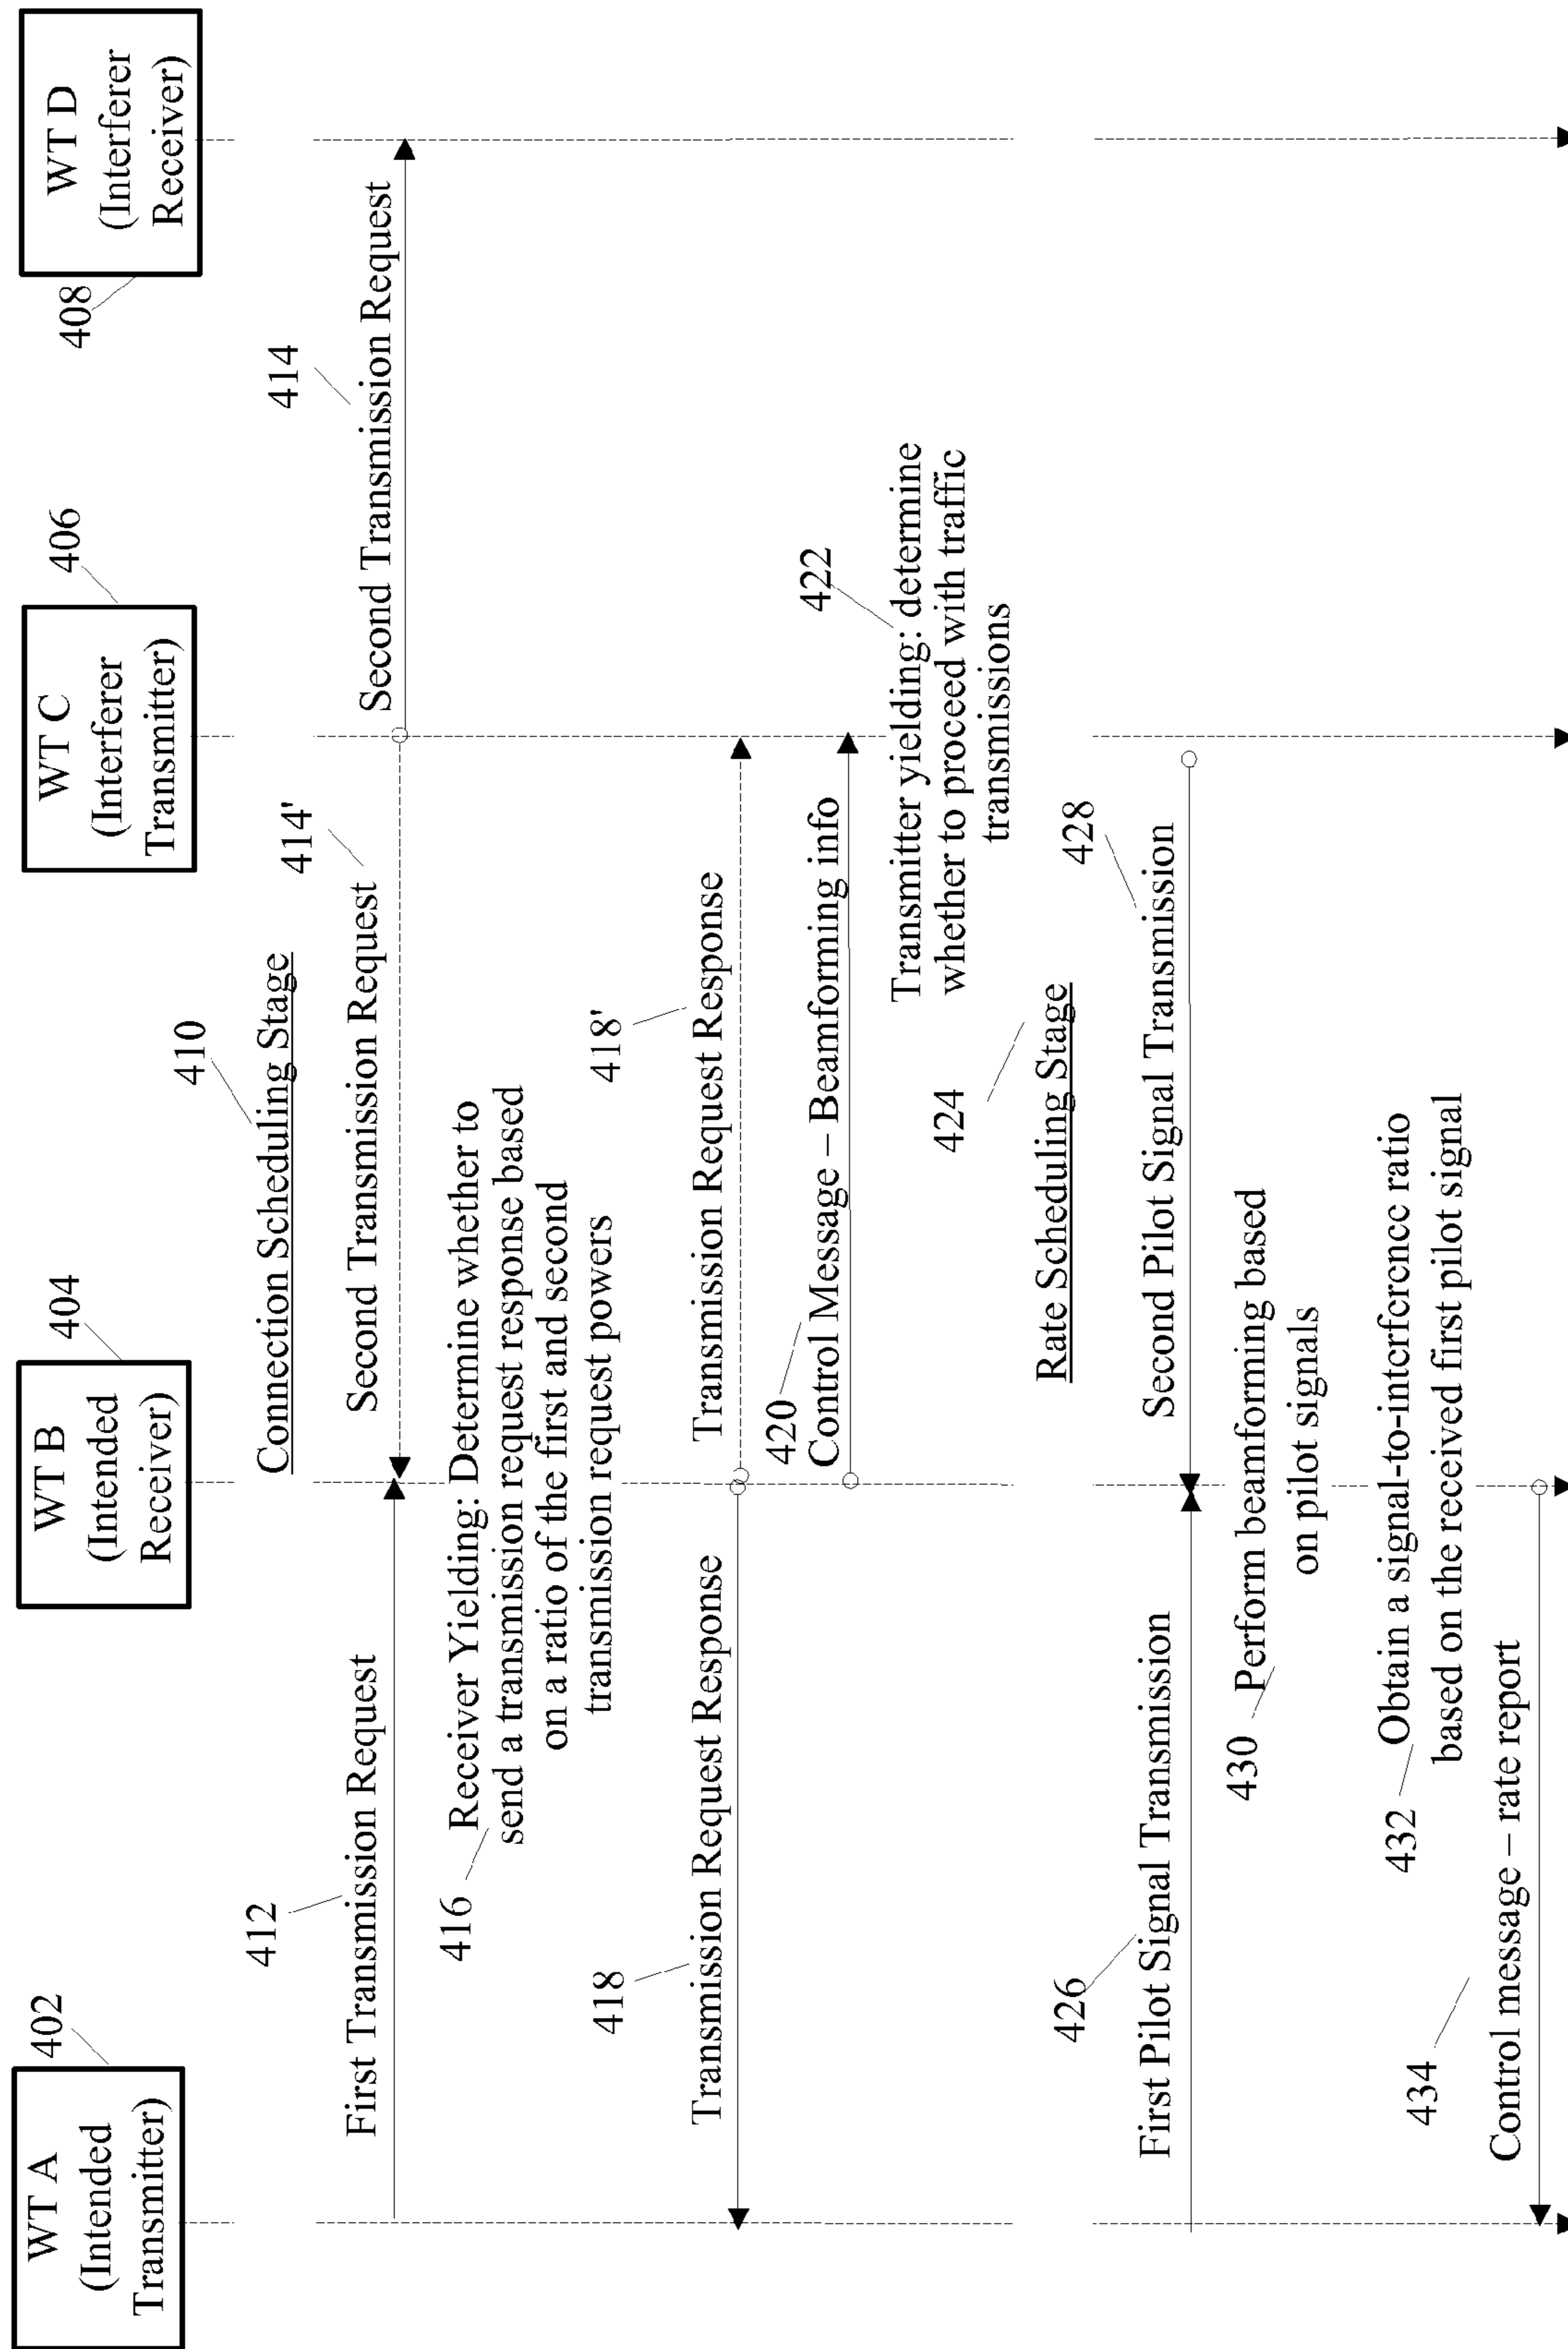 WT A
(Intended
Transmitter)
402
WT B
(Intended
Receiver)
404
WT C
(Interferer
Transmitter)
406
WT D
(Interferer
Receiver)
408
410
Connection Scheduling Stage
412
First Transmission Request
414'
Second Transmission Request
414
Second Transmission Request
416
Receiver Yielding: Determine whether to
send a transmission request response based
on a ratio of the first and second
transmission request powers
418
Transmission Request Response
418'
Transmission Request Response
420
Control Message – Beamforming info
422
Transmitter yielding: determine
whether to proceed with traffic
transmissions
424
Rate Scheduling Stage
426
First Pilot Signal Transmission
428
Second Pilot Signal Transmission
430
Perform beamforming based
on pilot signals
432
Obtain a signal-to-interference ratio
based on the received first pilot signal
434
Control message – rate report